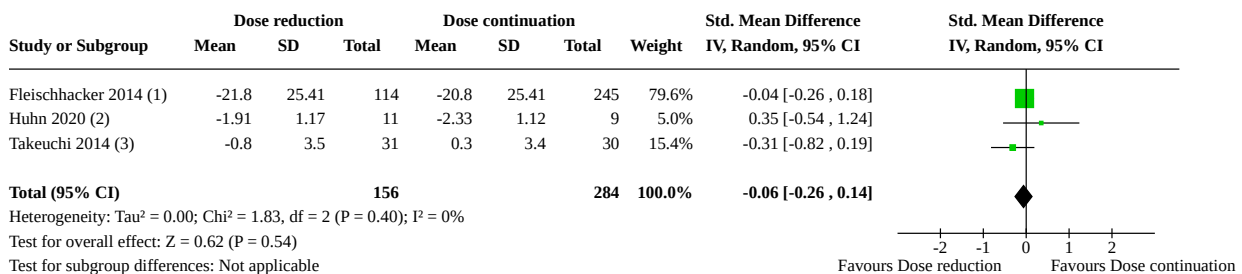 Dose reduction Dose continuation Std. Mean Difference Std. Mean Difference
Study or Subgroup Mean SD Total Mean SD Total Weight IV, Random, 95% CI IV, Random, 95% CI
Fleischhacker 2014 (1) -21.8 25.41 114 -20.8 25.41 245 79.6% -0.04 [-0.26 , 0.18]
Huhn 2020 (2) -1.91 1.17 11 -2.33 1.12 9 5.0% 0.35 [-0.54 , 1.24]
Takeuchi 2014 (3) -0.8 3.5 31 0.3 3.4 30 15.4% -0.31 [-0.82 , 0.19]
Total (95% CI) 156 284 100.0% -0.06 [-0.26 , 0.14]
Heterogeneity: Tau² = 0.00; Chi² = 1.83, df = 2 (P = 0.40); I² = 0%
Test for overall effect: Z = 0.62 (P = 0.54) -2 -1 0 1 2
Test for subgroup differences: Not applicable Favours Dose reduction Favours Dose continuation